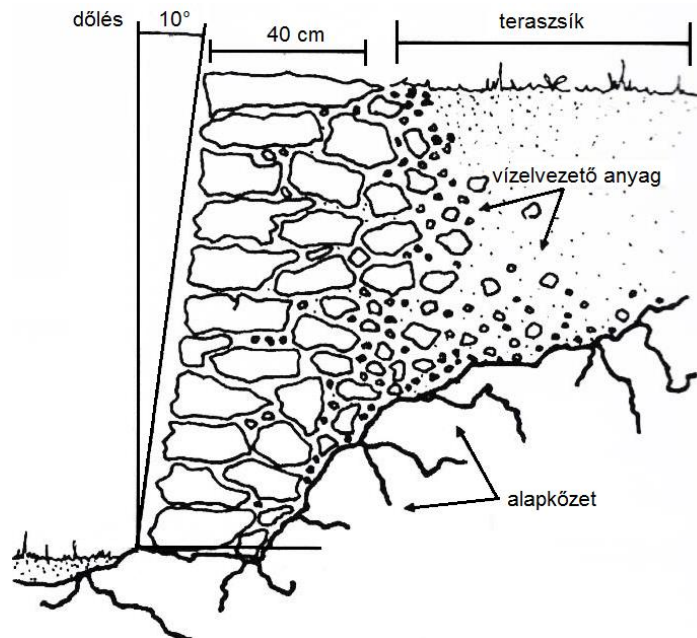 dőlés
10°
40 cm
teraszsík
vízelvezető anyag
alapkőzet